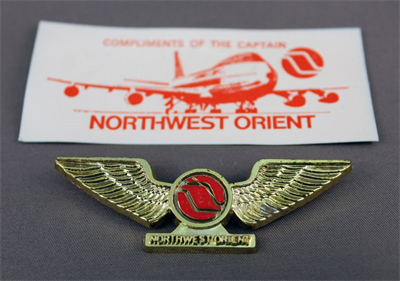 COMPLIMENTS OF THE CAPTAIN
NORTHWEST ORIENT
NORTHWEST ORIENT